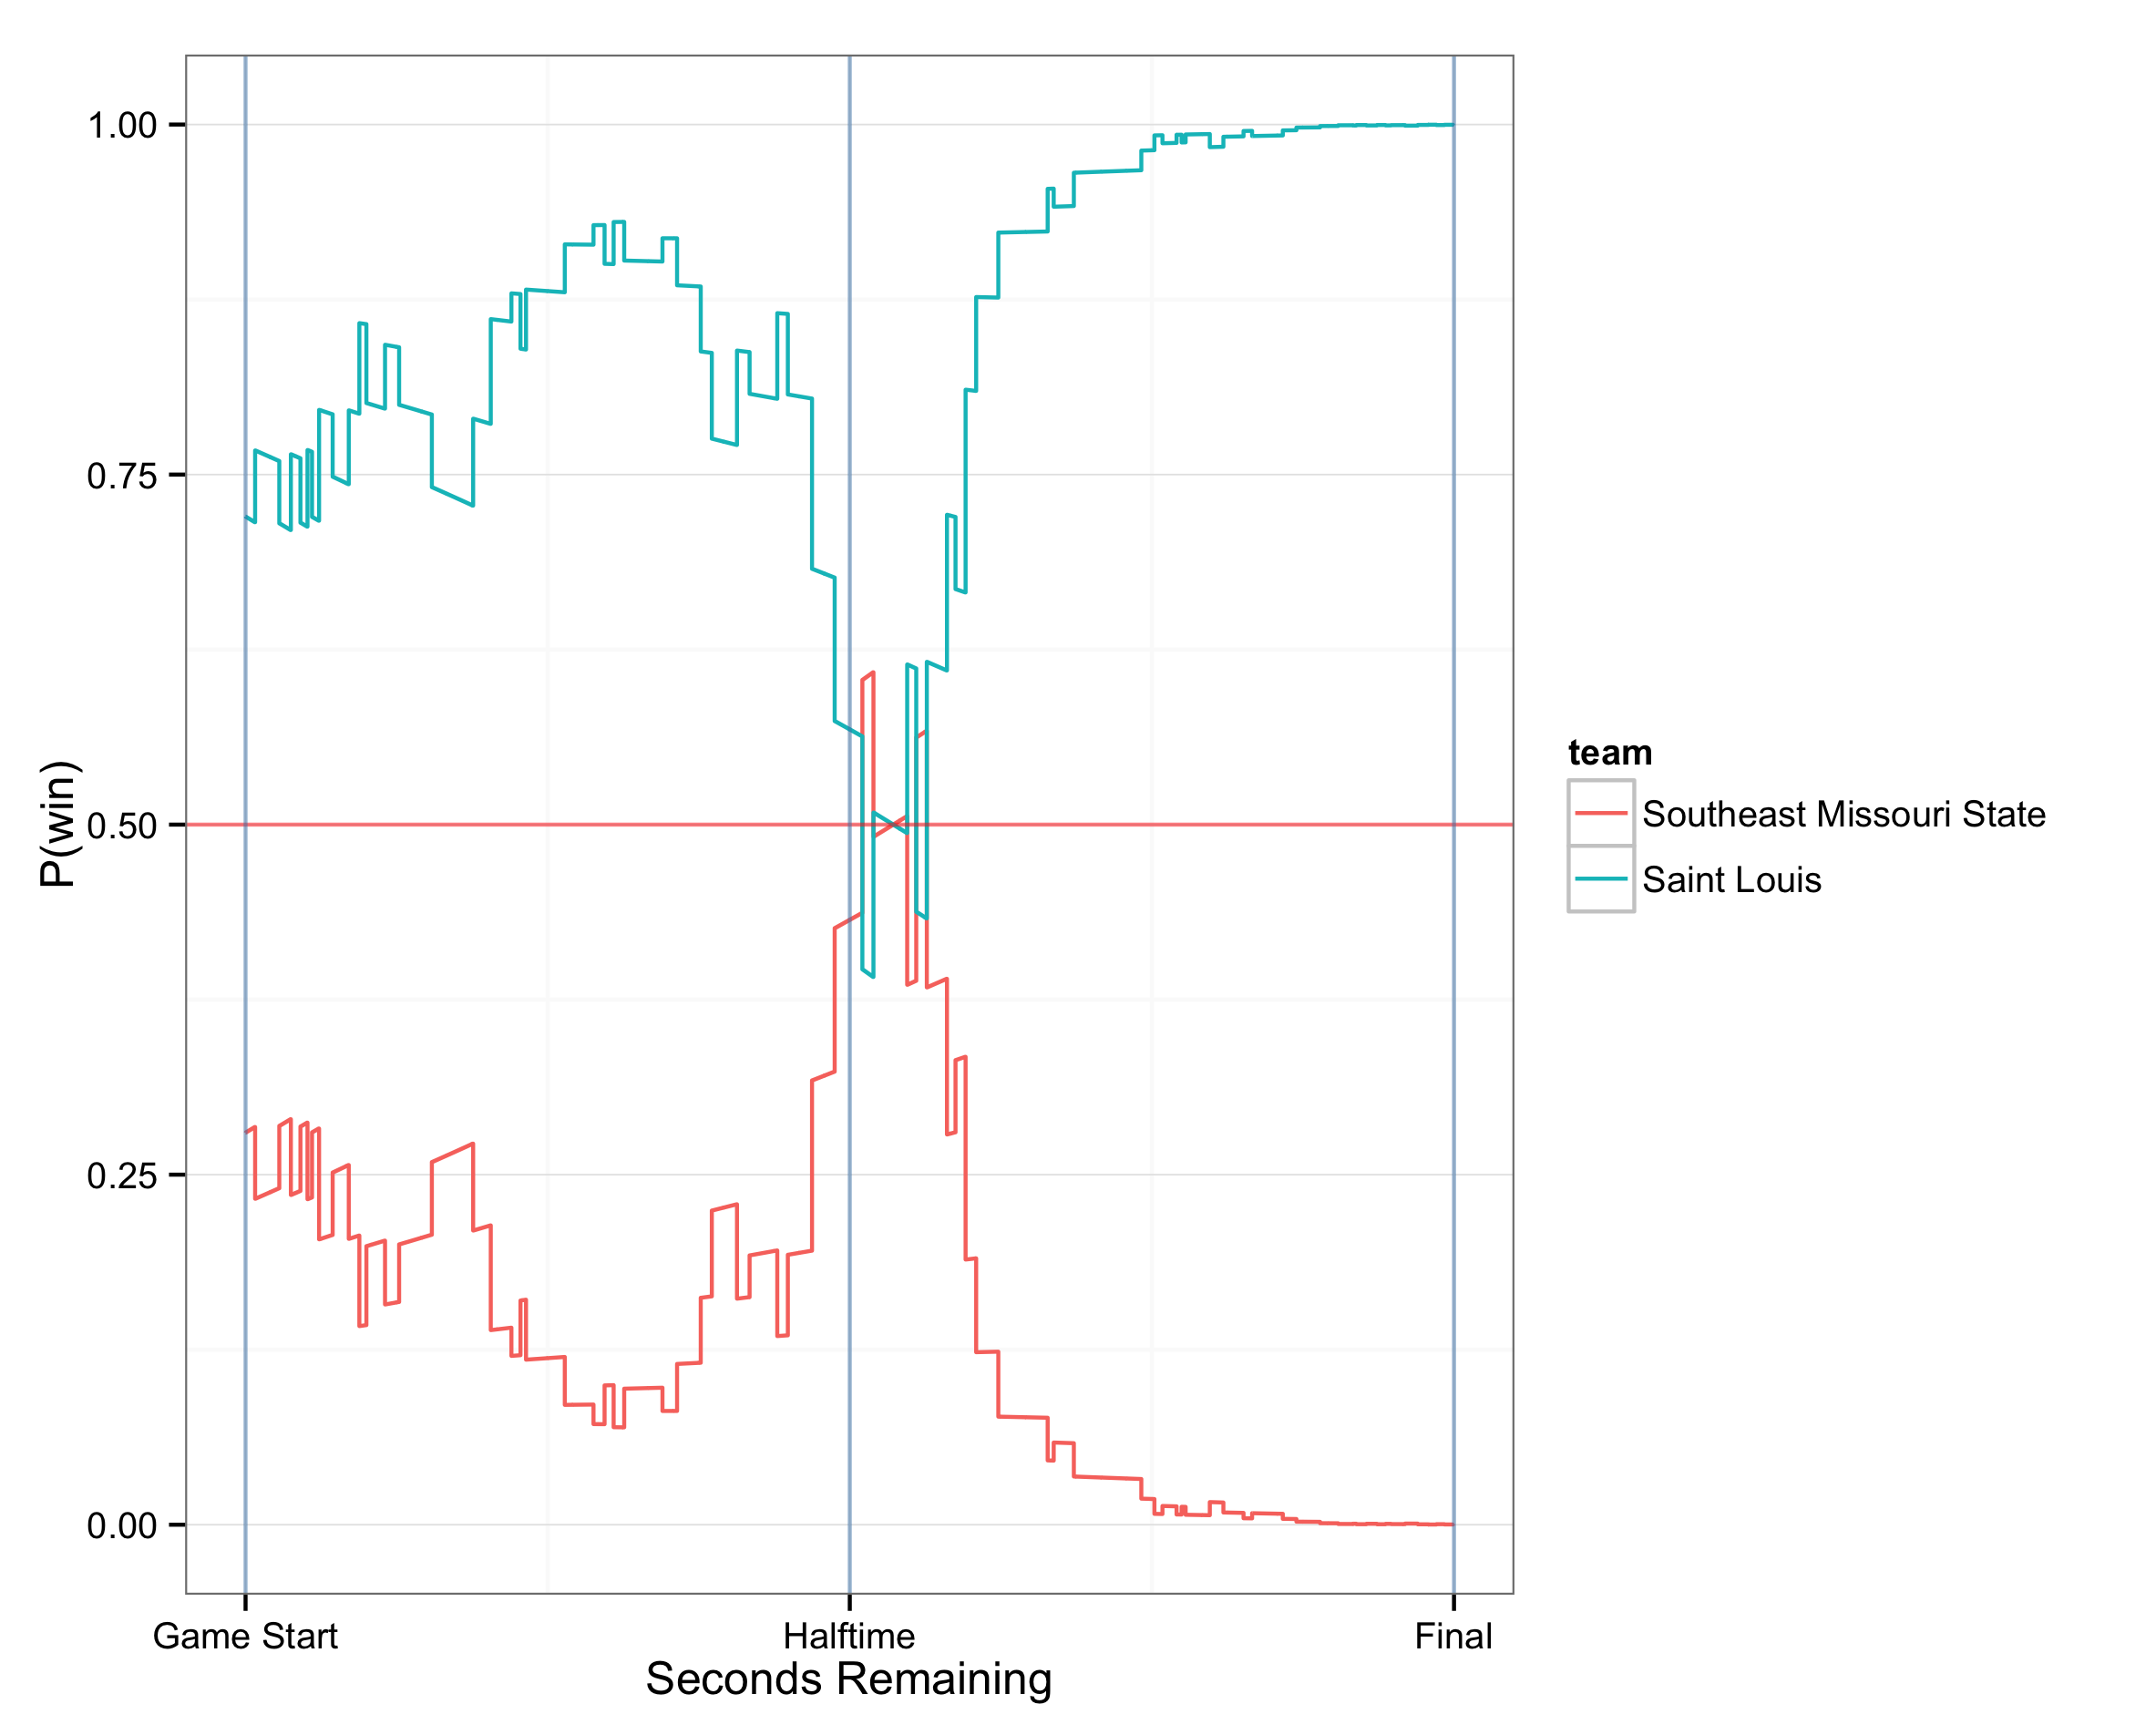 1.00
0.75
0.50
0.25
0.00
P(win)
Game Start
Halftime
Final
Seconds Remaining
team
Southeast Missouri State
Saint Louis